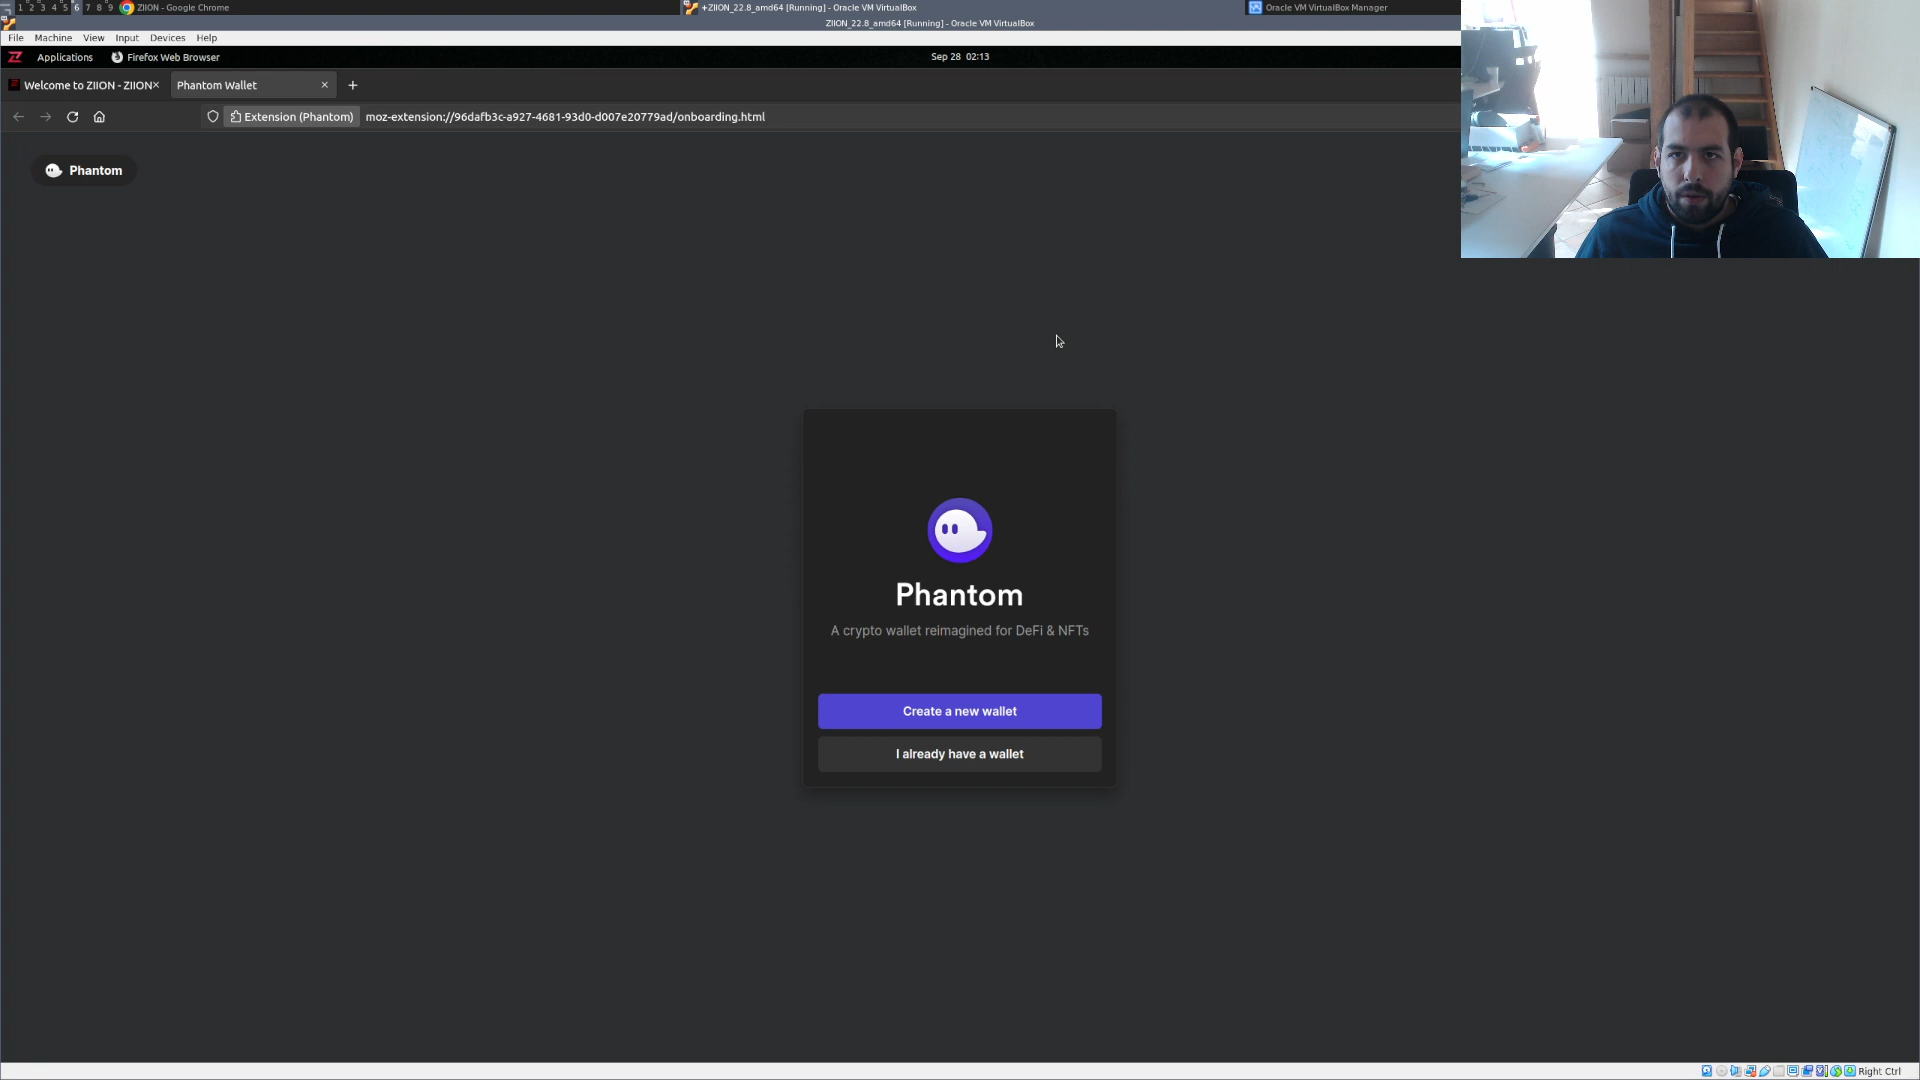 1 2 3 4 5 6 7 8 9 ZIION - Google Chrome
+ZIION_22.8_amd64 [Running] - Oracle VM VirtualBox
Oracle VM VirtualBox Manager
ZIION_22.8_amd64 [Running] - Oracle VM VirtualBox
File Machine View Input Devices Help
Applications Firefox Web Browser
Sep 28 02:13
Welcome to ZIION - ZIION× Phantom Wallet × +
Extension (Phantom) moz-extension://96dafb3c-a927-4681-93d0-d007e20779ad/onboarding.html
Phantom
Phantom
A crypto wallet reimagined for DeFi & NFTs
Create a new wallet
I already have a wallet
Right Ctrl